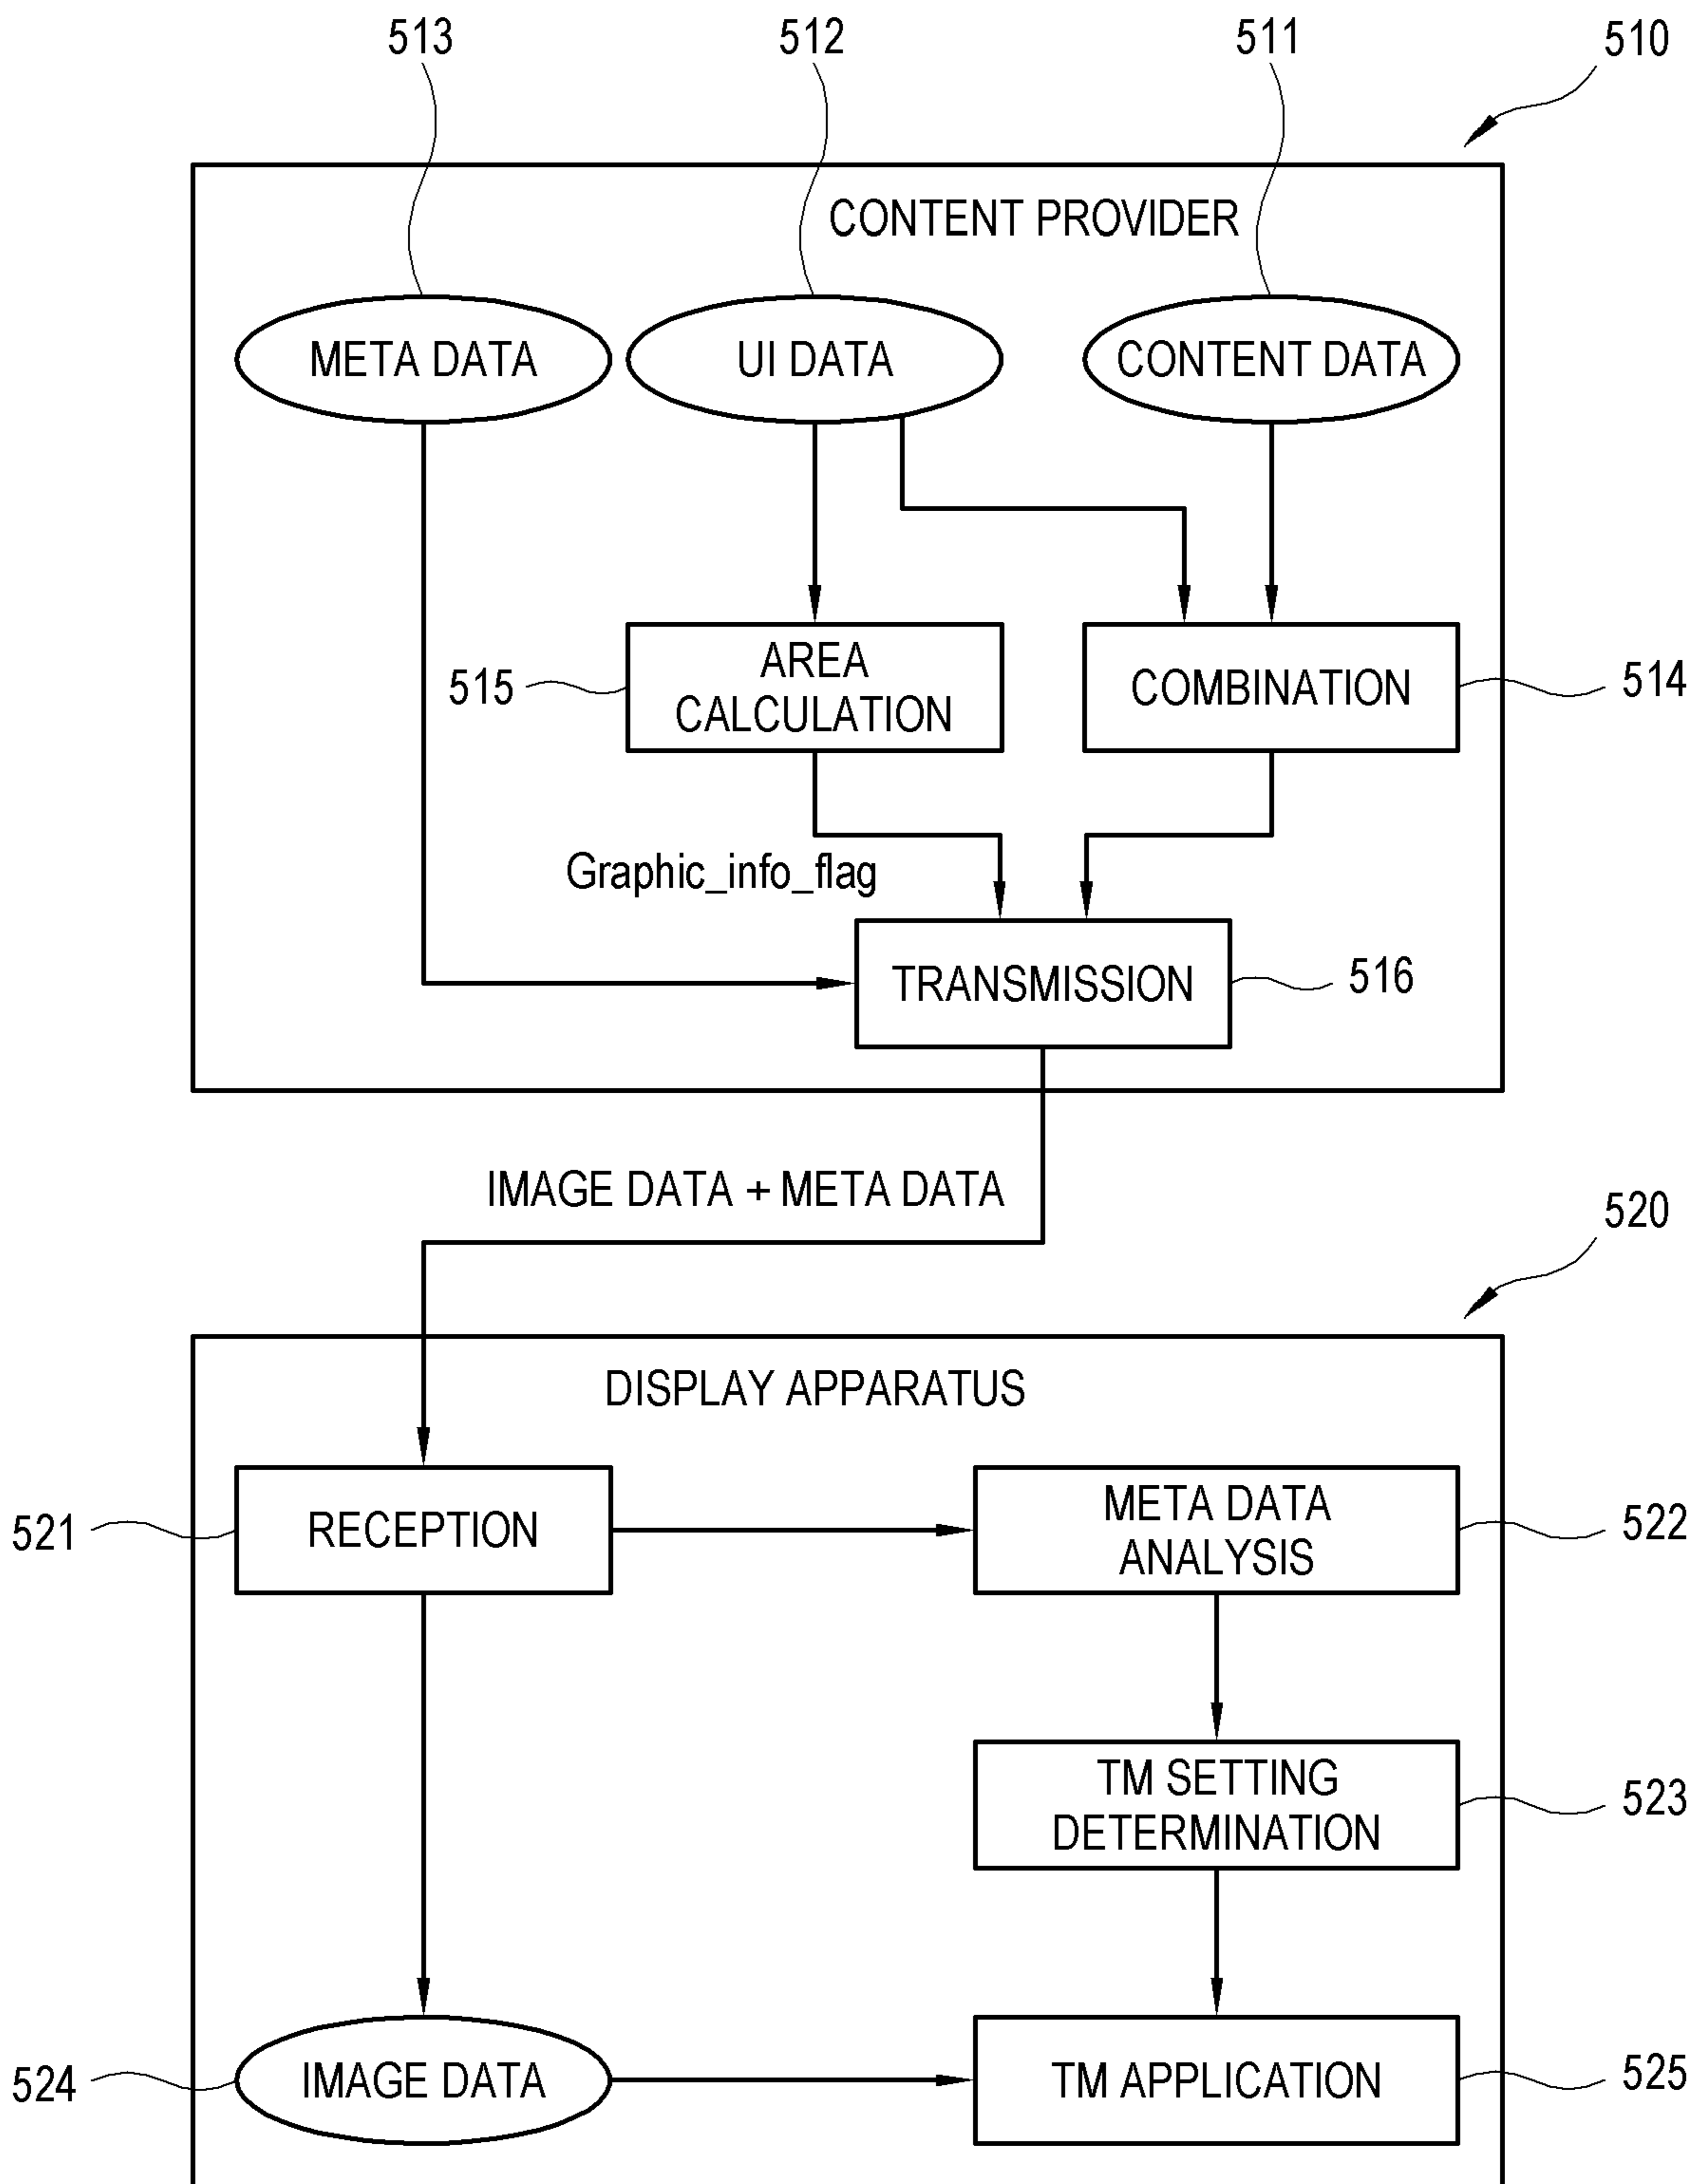 513
512
511
510
CONTENT PROVIDER
META DATA
UI DATA
CONTENT DATA
515
AREA
CALCULATION
COMBINATION
514
Graphic_info_flag
TRANSMISSION
516
IMAGE DATA + META DATA
520
DISPLAY APPARATUS
521
RECEPTION
META DATA
ANALYSIS
522
TM SETTING
DETERMINATION
523
524
IMAGE DATA
TM APPLICATION
525